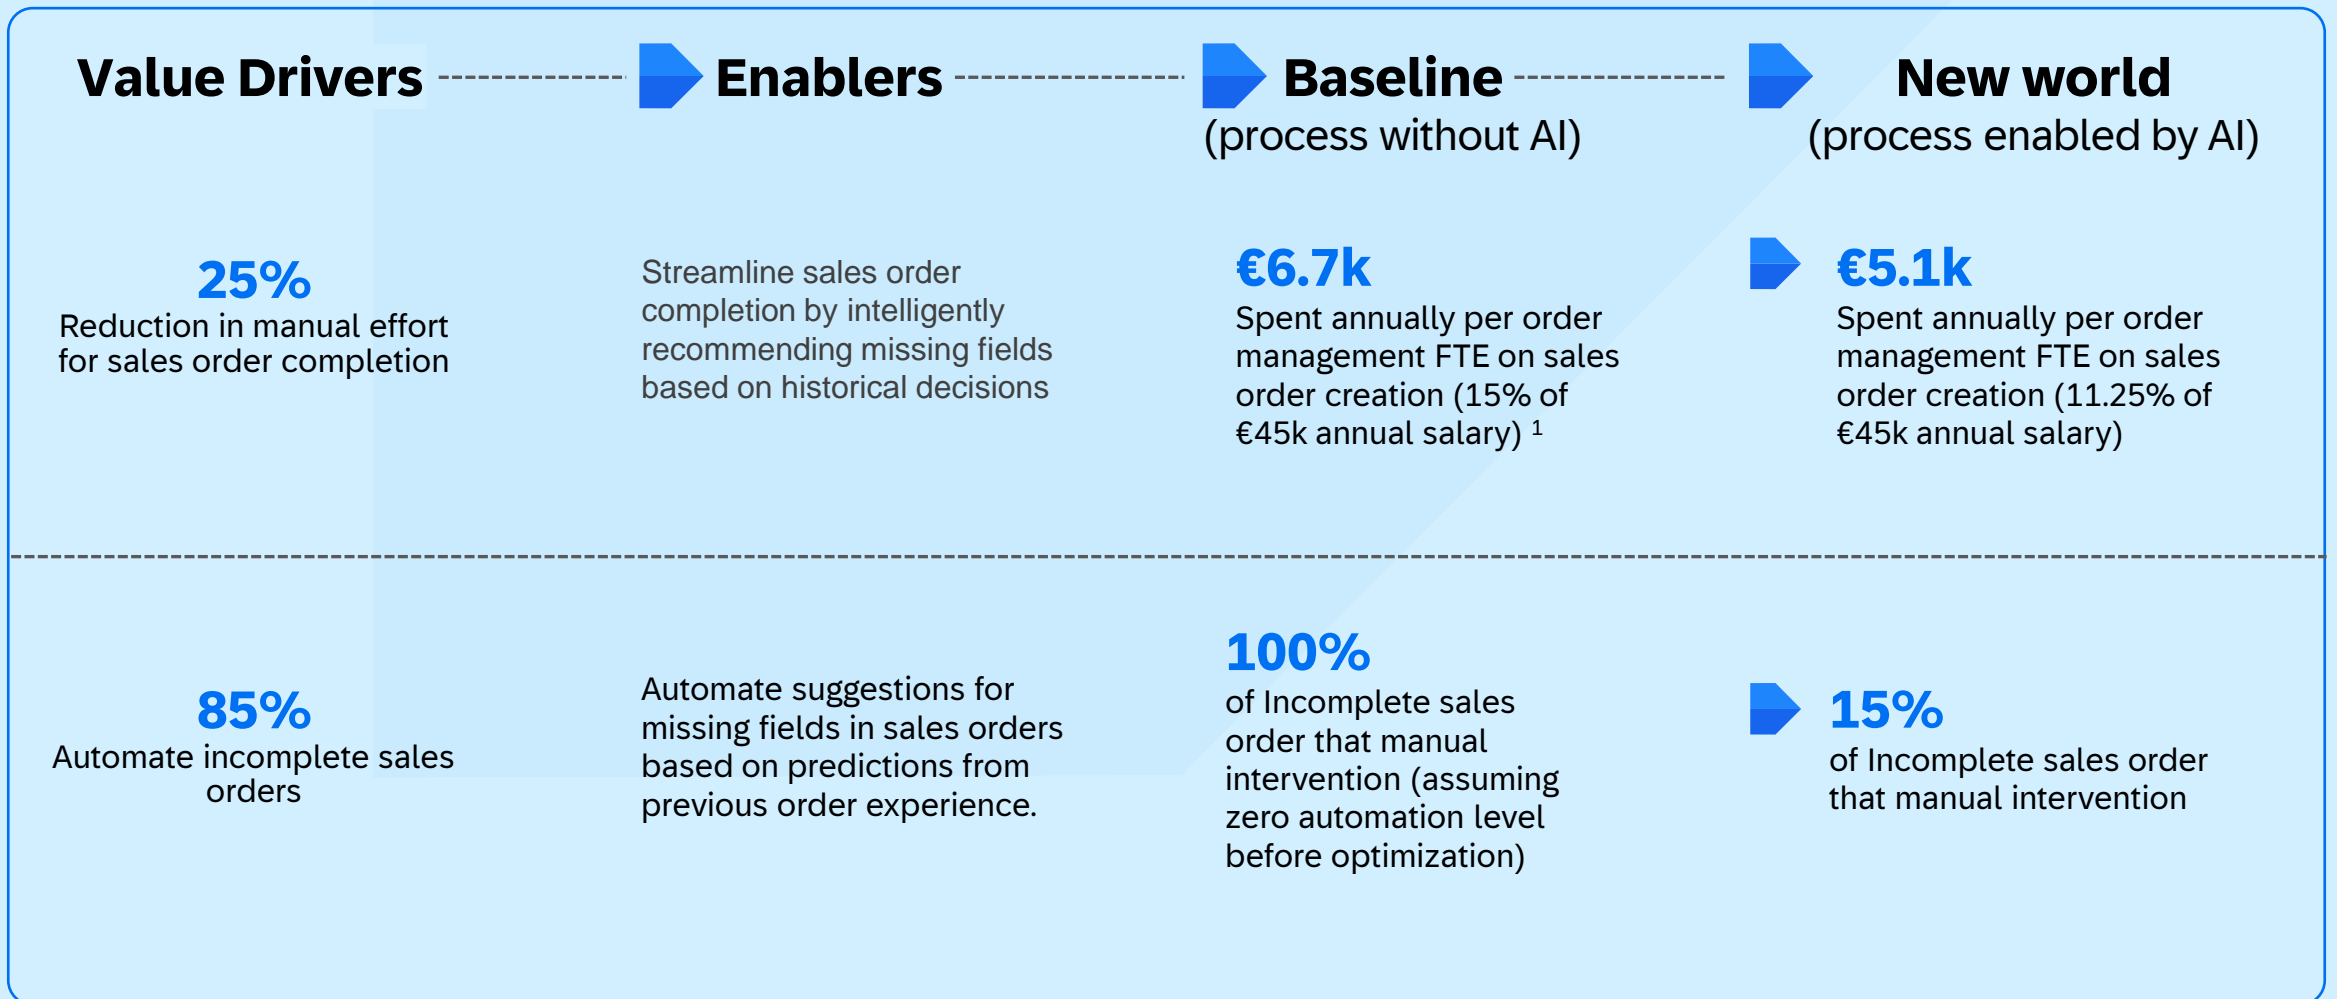 Value Drivers
Enablers
Baseline
(process without AI)
New world
(process enabled by AI)
25%
Reduction in manual effort
for sales order completion
Streamline sales order
completion by intelligently
recommending missing fields
based on historical decisions
€6.7k
Spent annually per order
management FTE on sales
order creation (15% of
€45k annual salary) 1
€5.1k
Spent annually per order
management FTE on sales
order creation (11.25% of
€45k annual salary)
85%
Automate incomplete sales
orders
Automate suggestions for
missing fields in sales orders
based on predictions from
previous order experience.
100%
of Incomplete sales
order that manual
intervention (assuming
zero automation level
before optimization)
15%
of Incomplete sales order
that manual intervention